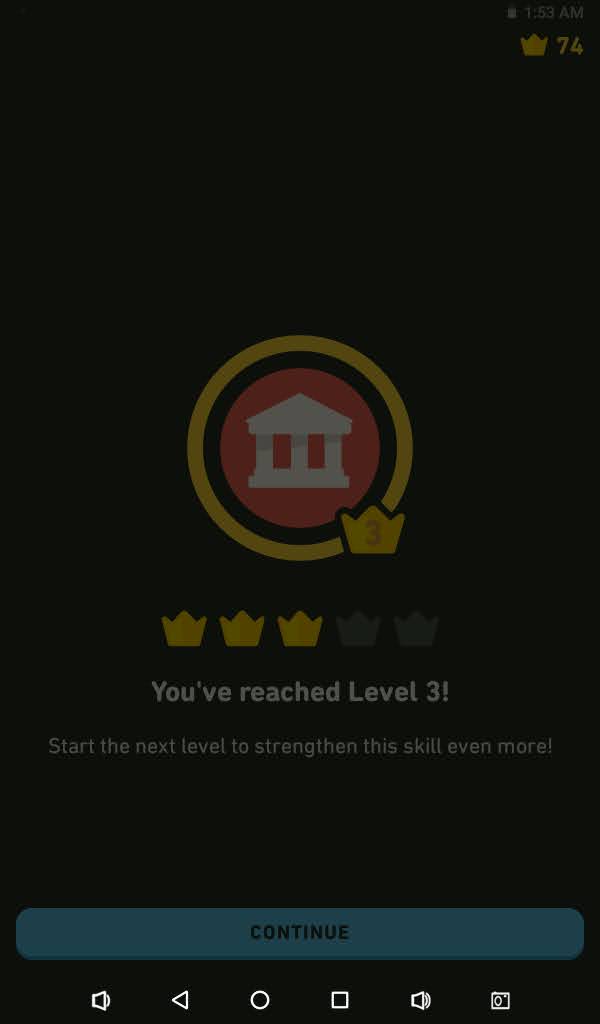 1:53 AM
74
3
You've reached Level 3!
Start the next level to strengthen this skill even more!
CONTINUE